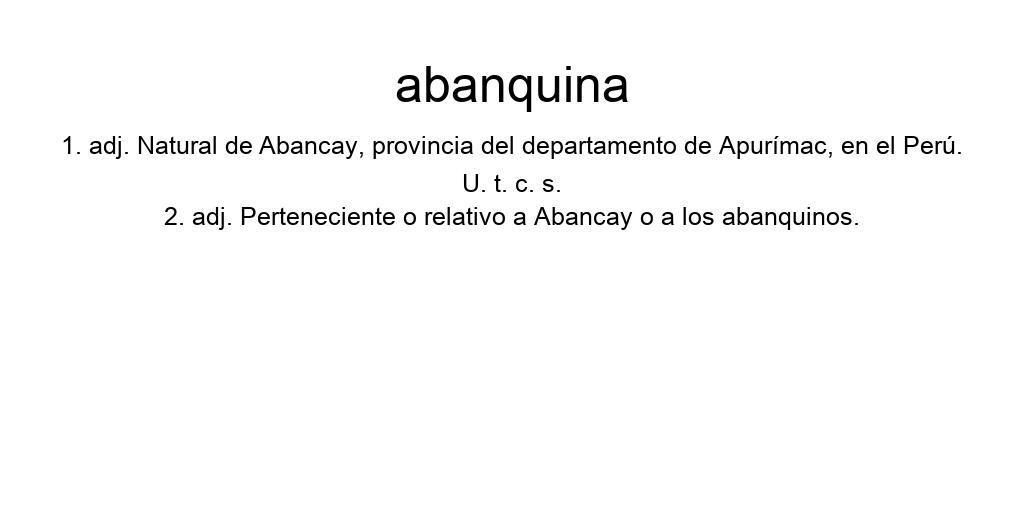 abanquina
1. adj. Natural de Abancay, provincia del departamento de Apurímac, en el Perú.
U. t. c. s.
2. adj. Perteneciente o relativo a Abancay o a los abanquinos.